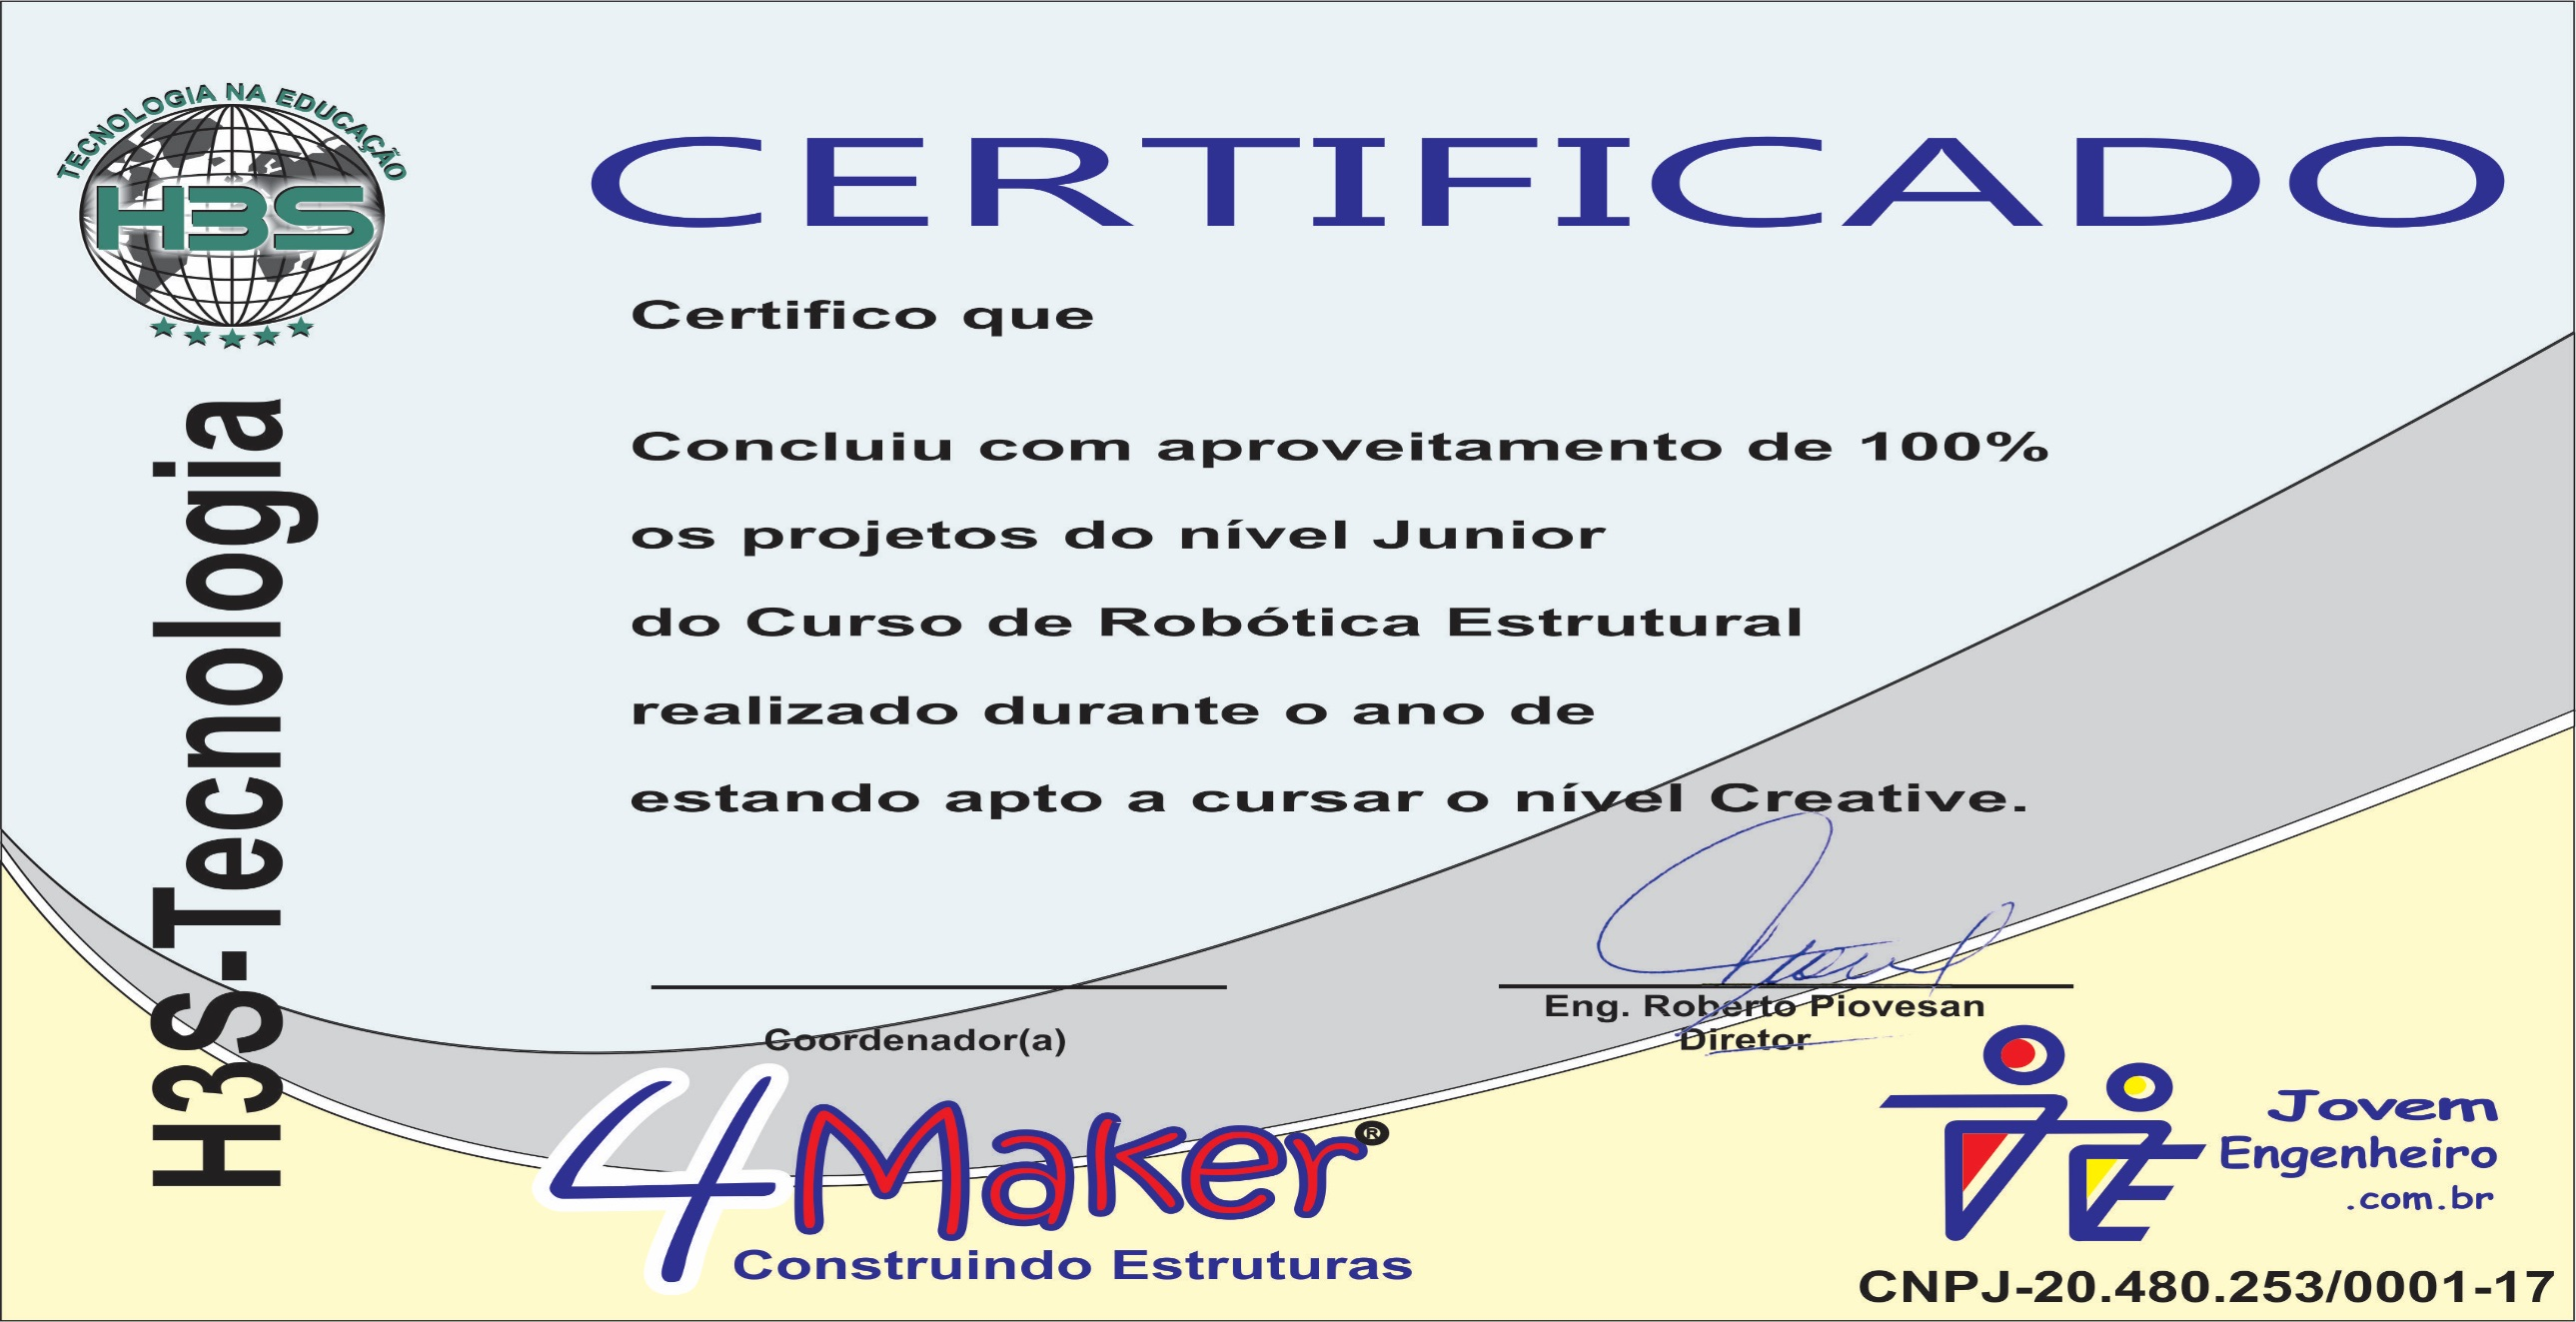 TECNOLOGIA NA EDUCAÇÃO
H3S
H3S-Tecnologia
CERTIFICADO
Certifico que
Concluiu com aproveitamento de 100%
os projetos do nível Junior
do Curso de Robótica Estrutural
realizado durante o ano de
estando apto a cursar o nível Creative.
Eng. Roberto Piovesan
Coordenador(a)
Diretor
4Maker®
Construindo Estruturas
JE
Jovem
Engenheiro
.com.br
CNPJ-20.480.253/0001-17